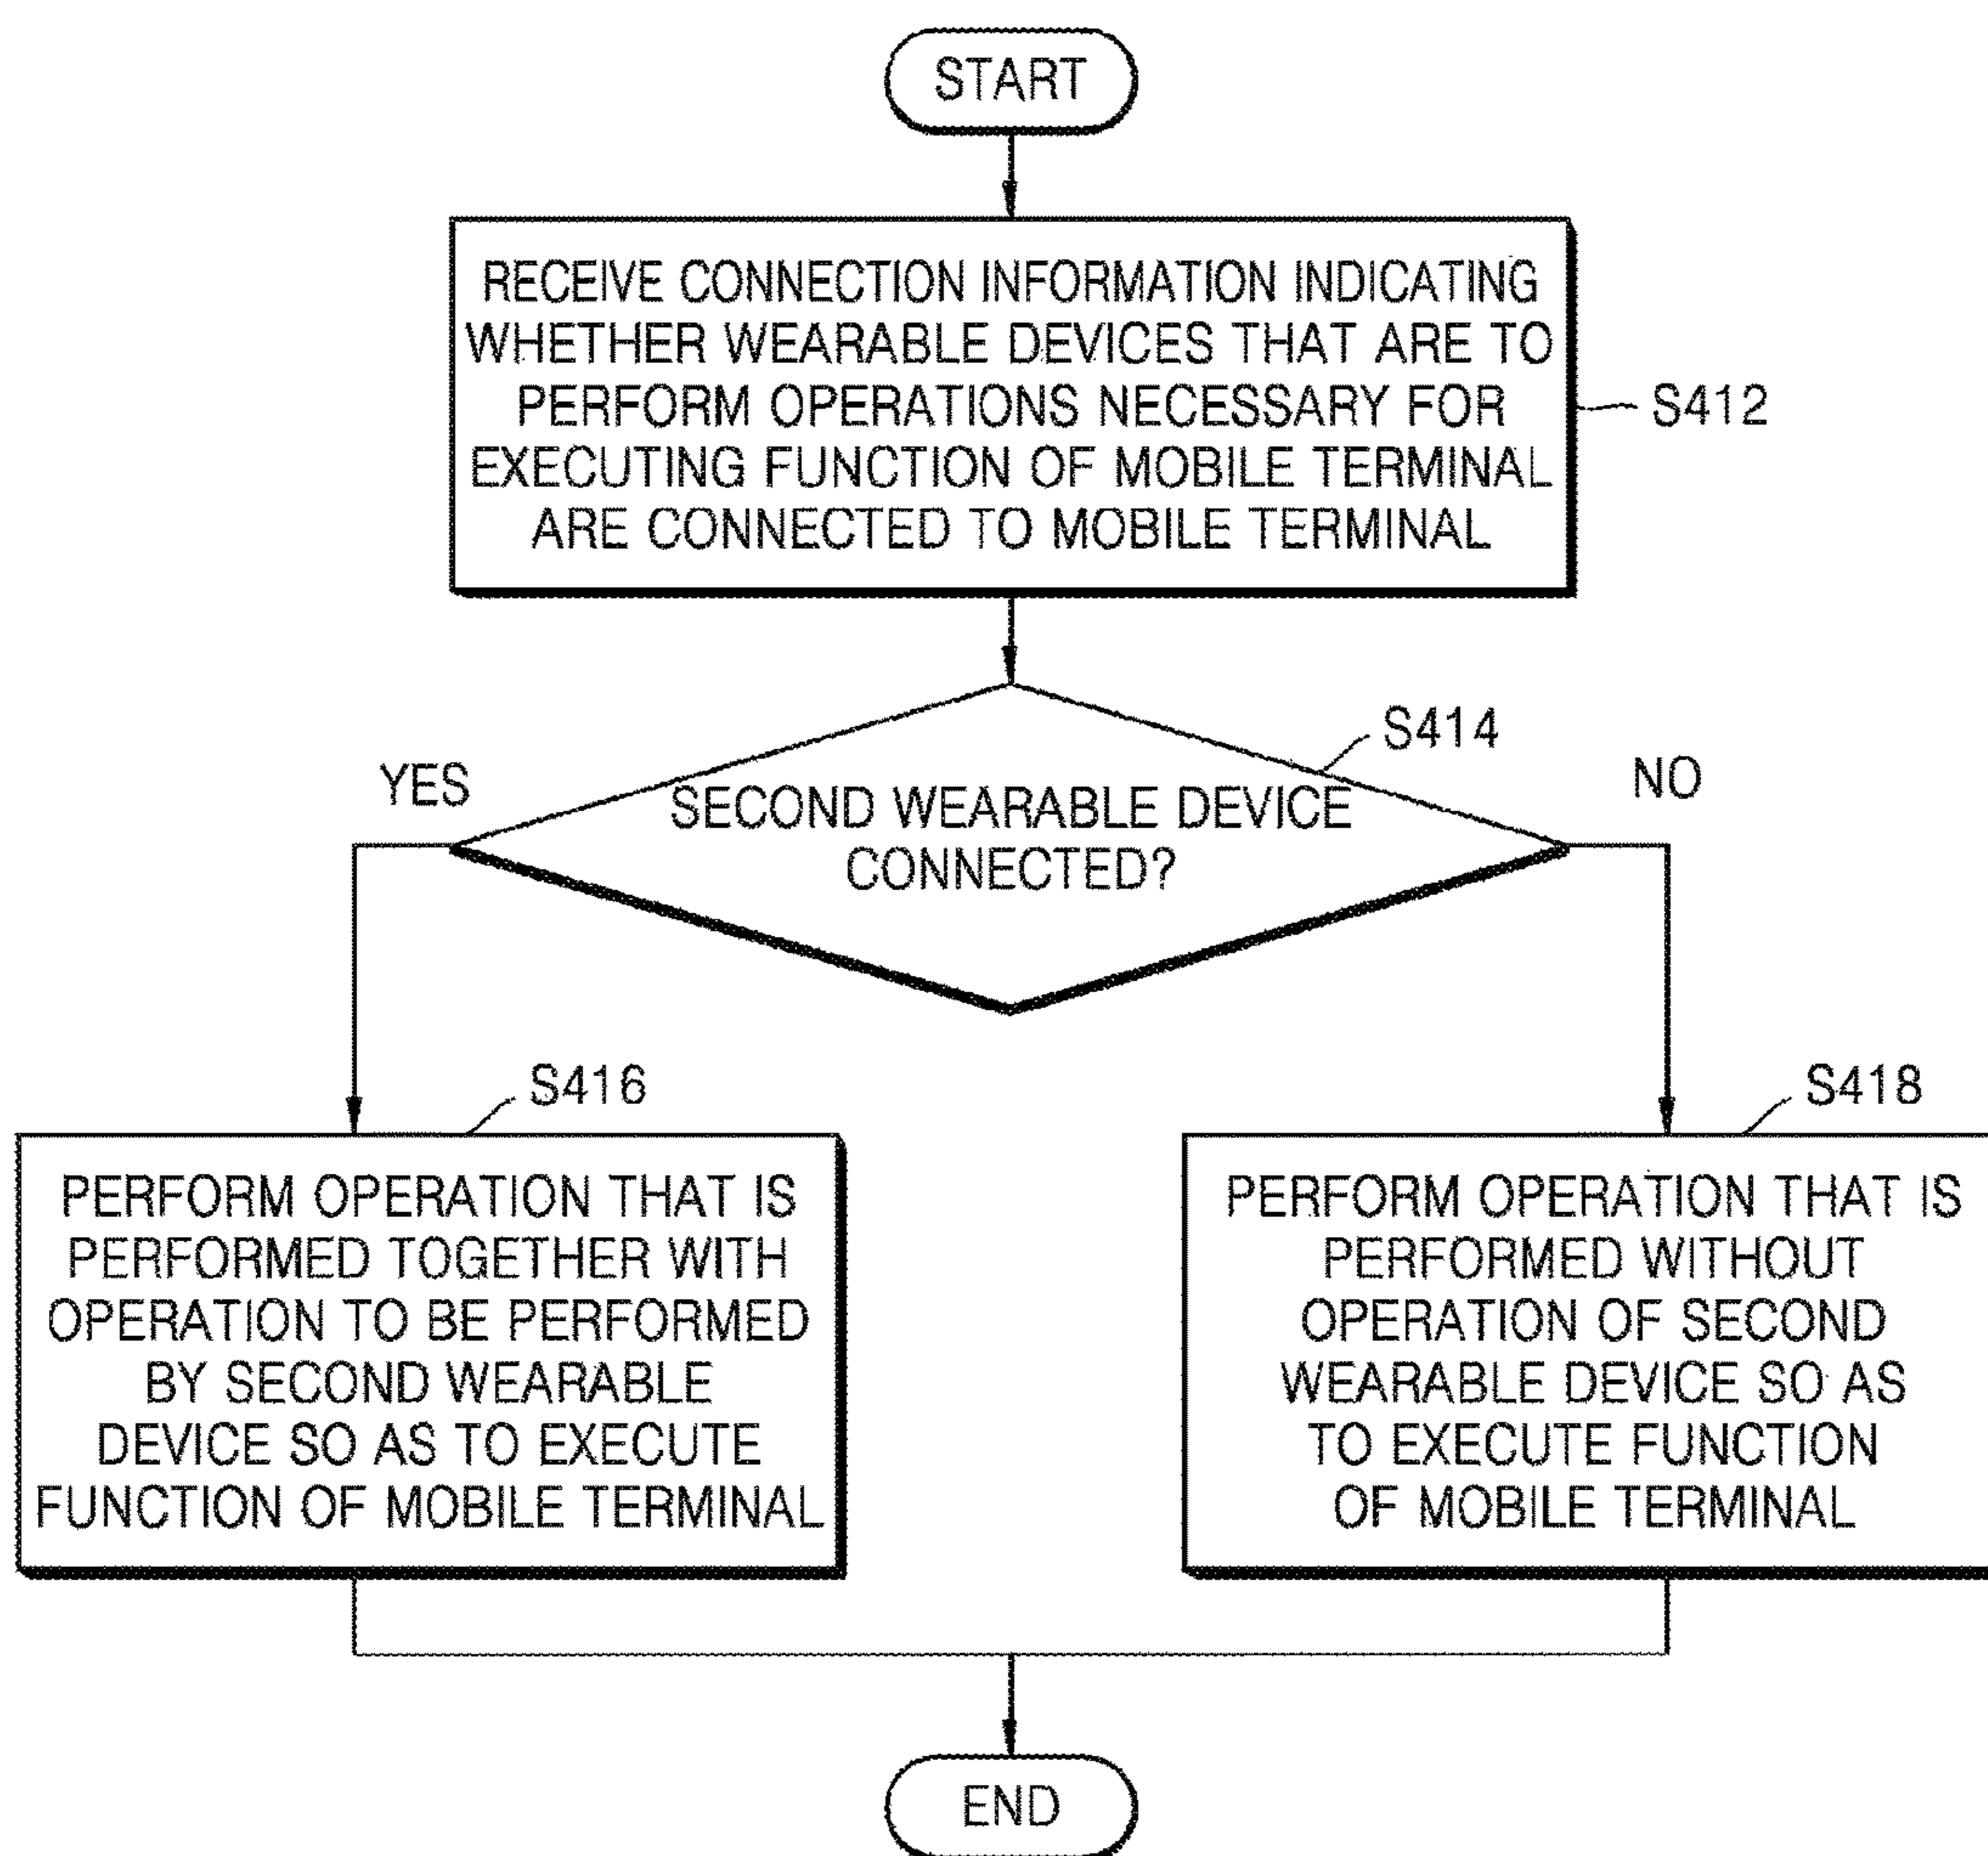 START
RECEIVE CONNECTION INFORMATION INDICATING
WHETHER WEARABLE DEVICES THAT ARE TO
PERFORM OPERATIONS NECESSARY FOR
EXECUTING FUNCTION OF MOBILE TERMINAL
ARE CONNECTED TO MOBILE TERMINAL
S412
S414
YES
NO
SECOND WEARABLE DEVICE
CONNECTED?
S416
PERFORM OPERATION THAT IS
PERFORMED TOGETHER WITH
OPERATION TO BE PERFORMED
BY SECOND WEARABLE
DEVICE SO AS TO EXECUTE
FUNCTION OF MOBILE TERMINAL
S418
PERFORM OPERATION THAT IS
PERFORMED WITHOUT
OPERATION OF SECOND
WEARABLE DEVICE SO AS
TO EXECUTE FUNCTION
OF MOBILE TERMINAL
END